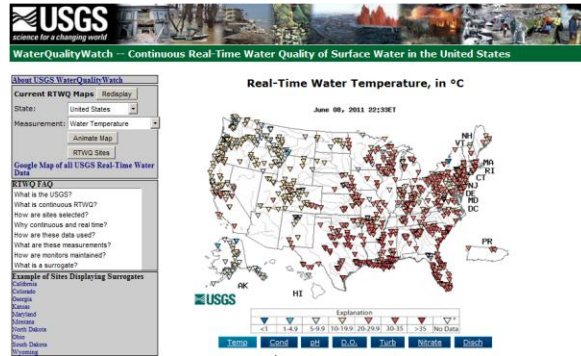 USGS
science for a changing world
WaterQualityWatch -- Continuous Real-Time Water Quality of Surface Water in the United States
About USGS WaterQualityWatch
Current RTWQ Maps Redisplay
State: United States
Measurement: Water Temperature
Animate Map
RTWQ Sites
Google Map of all USGS Real-Time Water
Data
RTWQ FAQ
What is the USGS?
What is continuous RTWQ?
How are sites selected?
Why continuous and real time?
How are these data used?
What are these measurements?
How are monitors maintained?
What is a surrogate?
Example of Sites Displaying Surrogates
California
Colorado
Georgia
Kansas
Maryland
Montana
North Dakota
Ohio
South Dakota
Wyoming
Real-Time Water Temperature, in °C
June 08, 2011 22:33ET
NH
VT
MA
RI
CT
NJ
DE
MD
DC
PR
AK
HI
USGS
Explanation
<1 1-4.9 5-9.9 10-19.9 20-29.9 30-35 >35 No Data
Temp Cond pH D.O. Turb Nitrate Disch